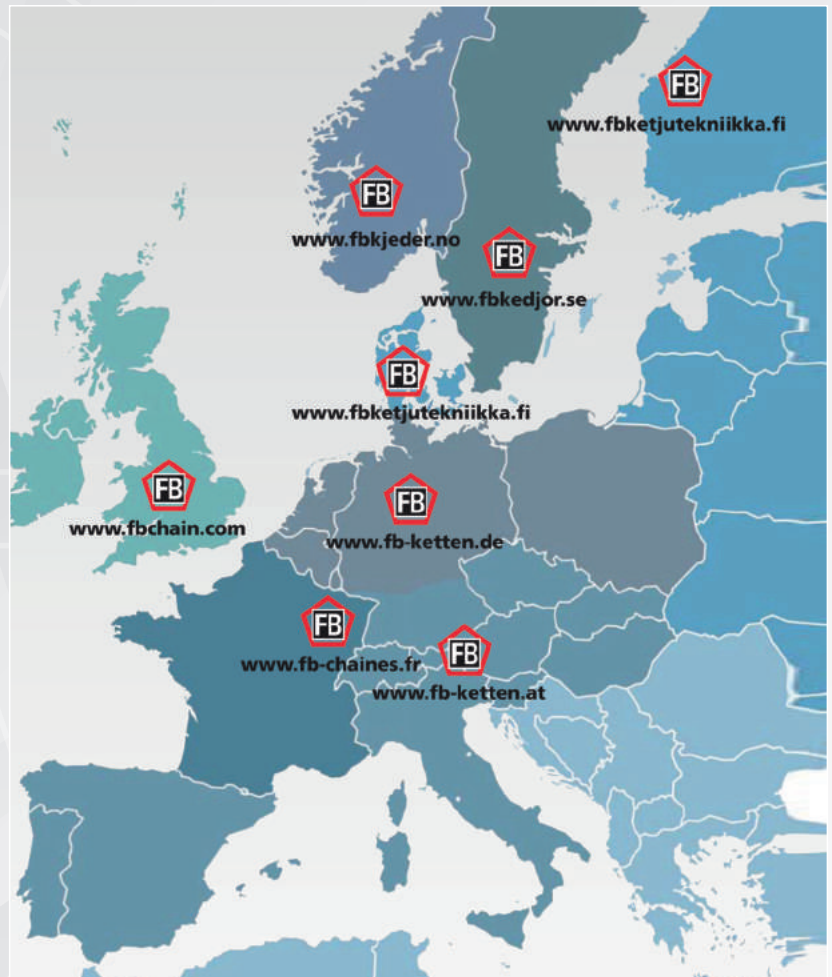 FB
www.fbketjutekniikka.fi
FB
www.fbkjeder.no
FB
www.fbkedjor.se
FB
www.fbketjutekniikka.fi
FB
www.fbchain.com
FB
www.fb-ketten.de
FB
www.fb-chaines.fr
FB
www.fb-ketten.at